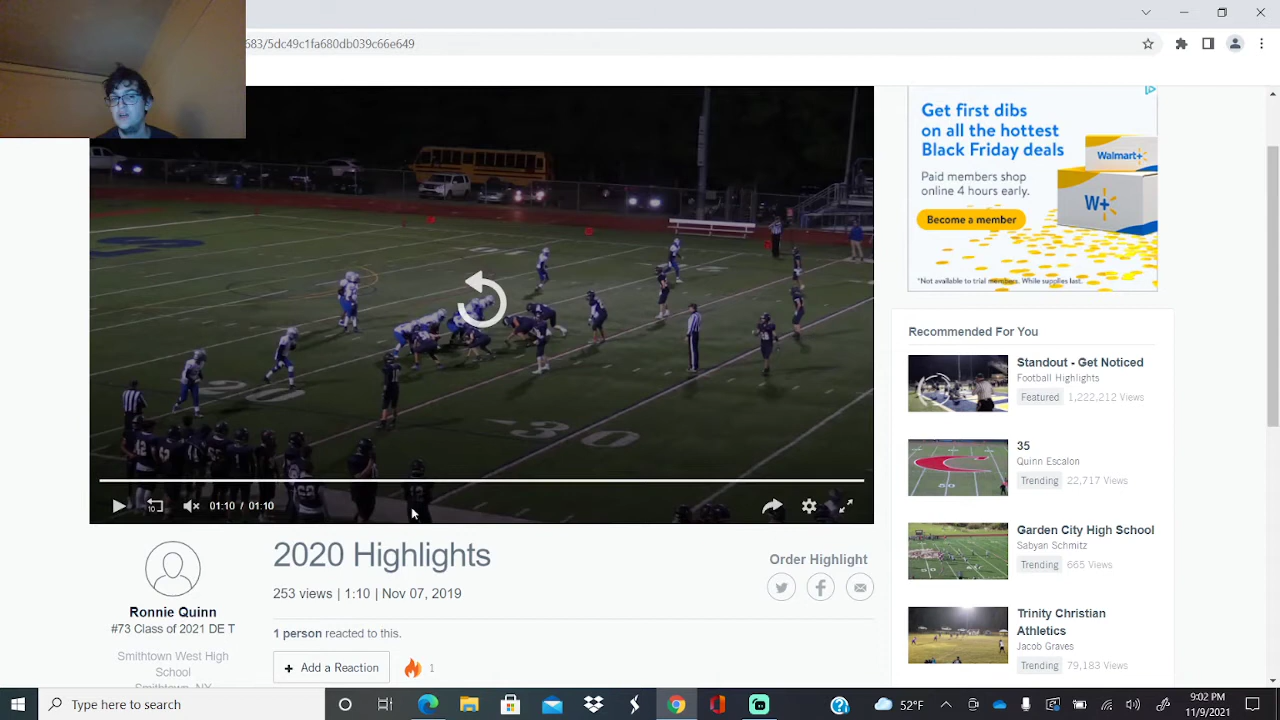 683/5dc49c1fa680db039c66e649
Get first dibs
on all the hottest
Black Friday deals
Paid members shop
online 4 hours early.
Become a member
*Not available to trial members. While supplies last.
Walmart+
W+
30
10
01:10 / 01:10
Recommended For You
Standout - Get Noticed
Football Highlights
Featured 1,222,212 Views
35
Quinn Escalon
Trending 22,717 Views
Garden City High School
Sabyan Schmitz
Trending 665 Views
Trinity Christian
Athletics
Jacob Graves
Trending 79,183 Views
2020 Highlights
253 views | 1:10 | Nov 07, 2019
Order Highlight
1 person reacted to this.
+ Add a Reaction
1
Ronnie Quinn
#73 Class of 2021 DE T
Smithtown West High
School
Smithtown, NY
Type here to search
52°F
9:02 PM
11/9/2021